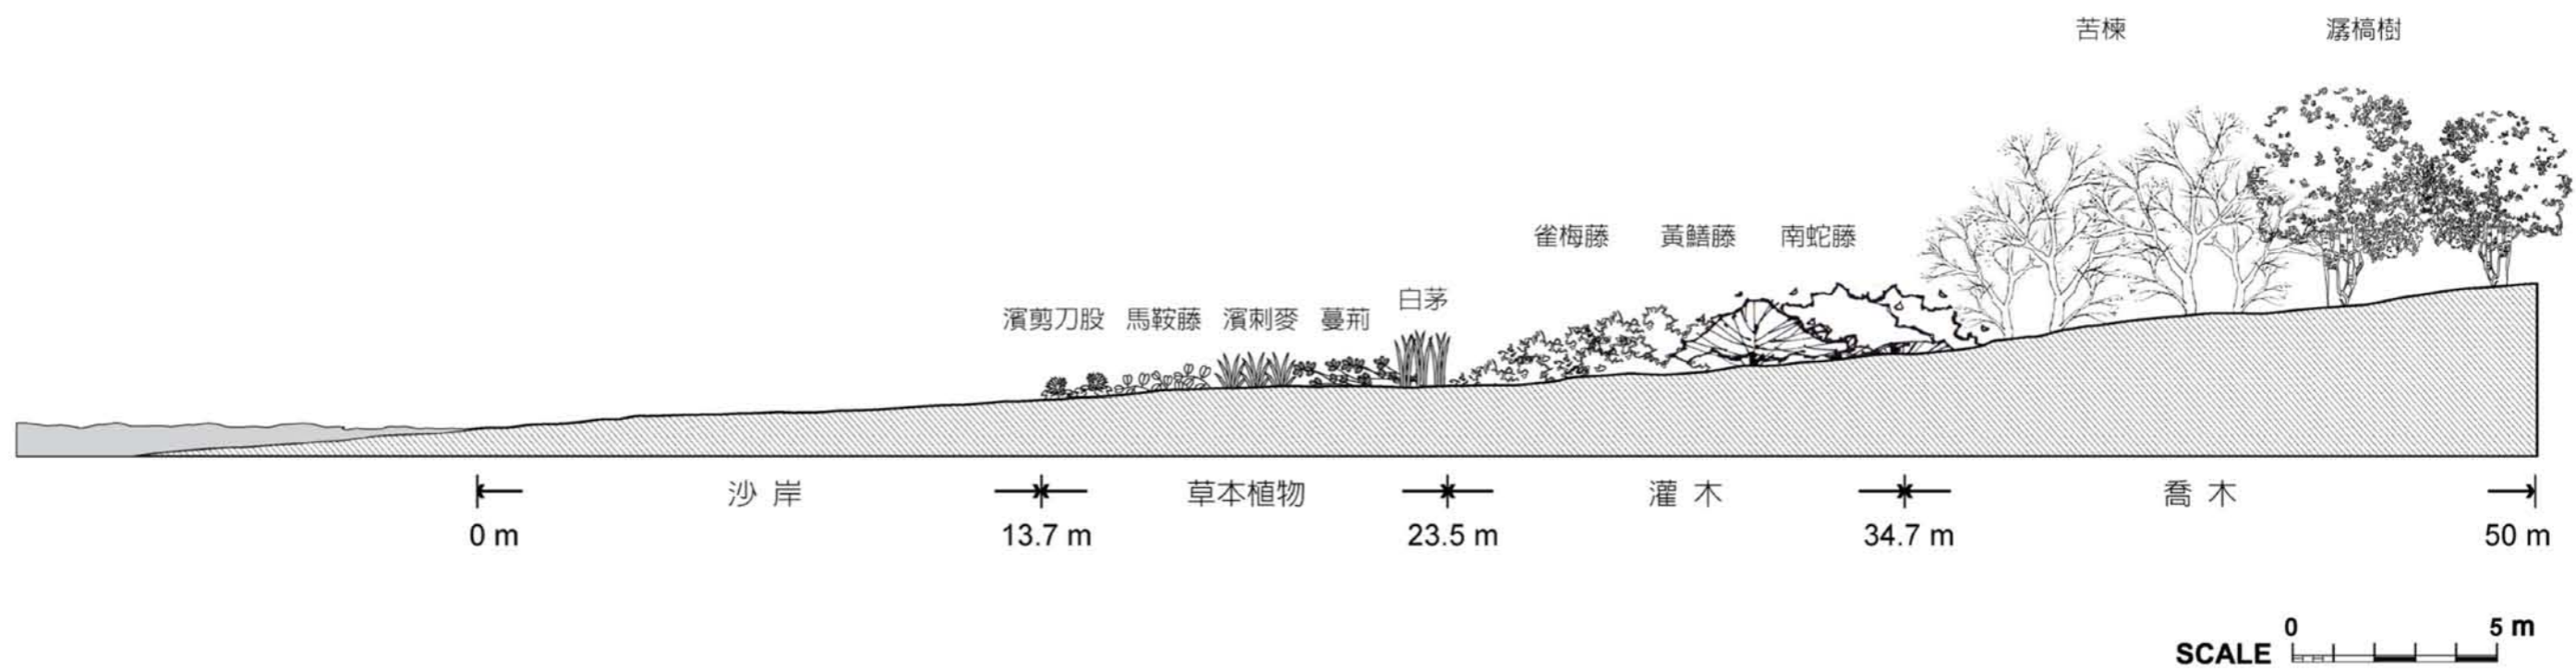 苦楝 潺槁樹
雀梅藤 黃鱔藤 南蛇藤
白茅
濱剪刀股 馬鞍藤 濱刺麥 蔓荊
沙岸 草本植物 灌木 喬木
0 m 13.7 m 23.5 m 34.7 m 50 m
0 5 m
SCALE